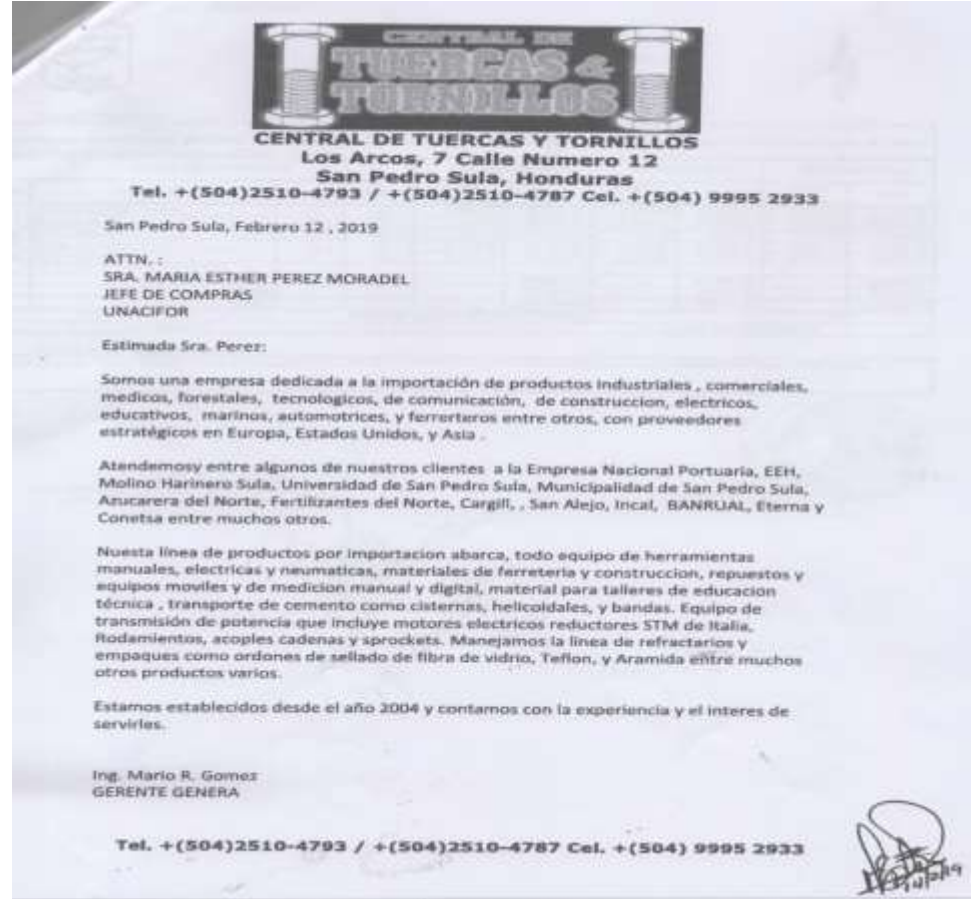 CENTRAL DE
TUERCAS &
TORNILLOS
CENTRAL DE TUERCAS Y TORNILLOS
Los Arcos, 7 Calle Numero 12
San Pedro Sula, Honduras
Tel. +(504)2510-4793 / +(504)2510-4787 Cel. +(504) 9995 2933
San Pedro Sula, Febrero 12 , 2019
ATTN. :
SRA. MARIA ESTHER PEREZ MORADEL
JEFE DE COMPRAS
UNACIFOR
Estimada Sra. Perez:
Somos una empresa dedicada a la importación de productos industriales , comerciales,
medicos, forestales, tecnologicos, de comunicación, de construccion, electricos,
educativos, marinos, automotrices, y ferrerteros entre otros, con proveedores
estratégicos en Europa, Estados Unidos, y Asia .
Atendemosy entre algunos de nuestros clientes a la Empresa Nacional Portuaria, EEH,
Molino Harinero Sula, Universidad de San Pedro Sula, Municipalidad de San Pedro Sula,
Azucarera del Norte, Fertilizantes del Norte, Cargill, , San Alejo, Incal, BANRUAL, Eterna y
Conetsa entre muchos otros.
Nuesta línea de productos por importacion abarca, todo equipo de herramientas
manuales, electricas y neumaticas, materiales de ferreteria y construccion, repuestos y
equipos moviles y de medicion manual y digital, material para talleres de educación
técnica , transporte de cemento como cisternas, helicoidales, y bandas. Equipo de
transmisión de potencia que incluye motores electricos reductores STM de Italia,
Rodamientos, acoples cadenas y sprockets. Manejamos la linea de refractarios y
empaques como ordones de sellado de fibra de vidrio, Teflon, y Aramida entre muchos
otros productos varios.
Estamos establecidos desde el año 2004 y contamos con la experiencia y el interes de
servirles.
Ing. Mario R. Gomez
GERENTE GENERA
Tel. +(504)2510-4793 / +(504)2510-4787 Cel. +(504) 9995 2933